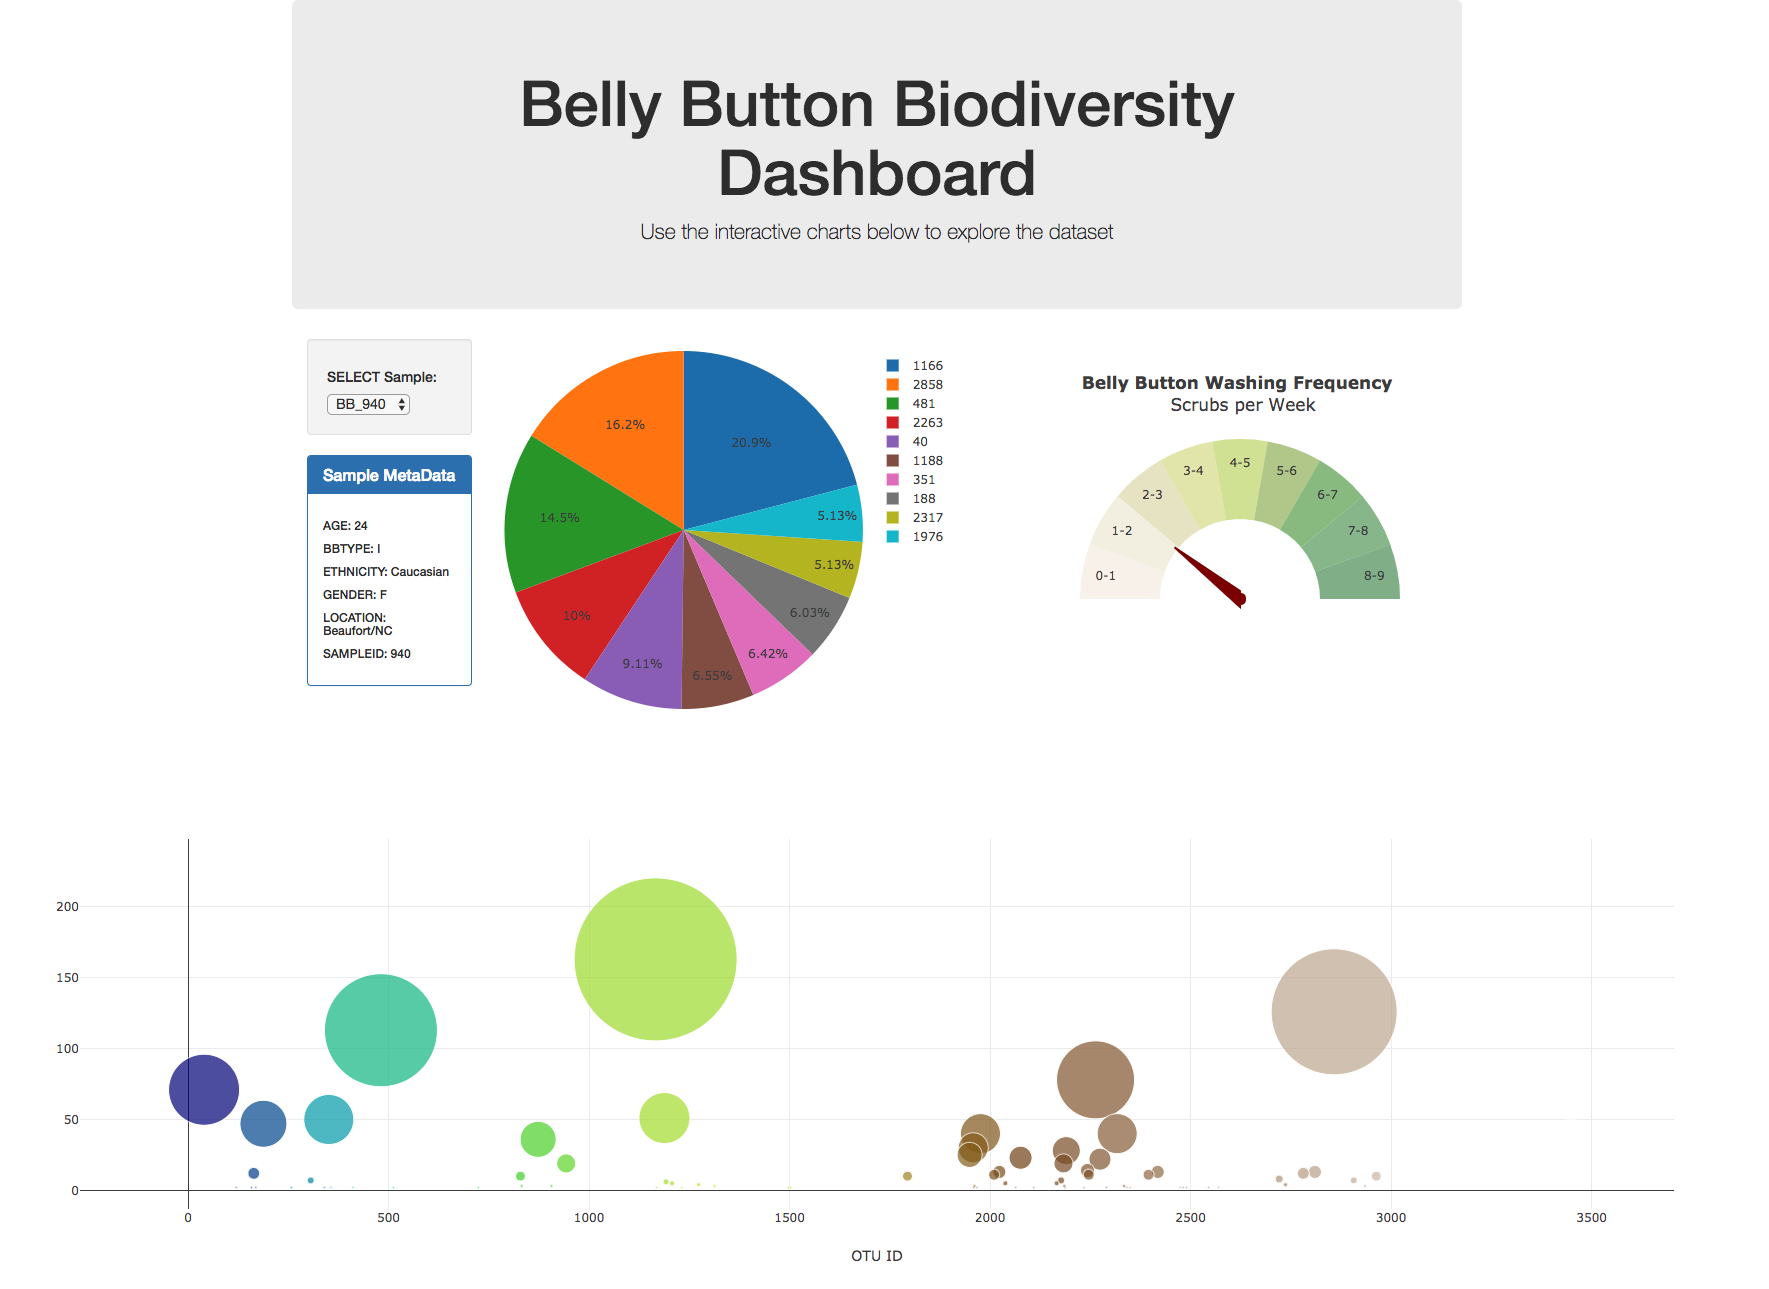 Belly Button Biodiversity
Dashboard
Use the interactive charts below to explore the dataset
SELECT Sample:
BB_940
Sample MetaData
AGE: 24
BBTYPE: I
ETHNICITY: Caucasian
GENDER: F
LOCATION:
Beaufort/NC
SAMPLEID: 940
20.9%
16.2%
14.5%
10%
9.11%
6.55%
6.42%
6.03%
5.13%
5.13%
1166
2858
481
2263
40
1188
351
188
2317
1976
Belly Button Washing Frequency
Scrubs per Week
0-1
1-2
2-3
3-4
4-5
5-6
6-7
7-8
8-9
200
150
100
50
0
0 500 1000 1500 2000 2500 3000 3500
OTU ID